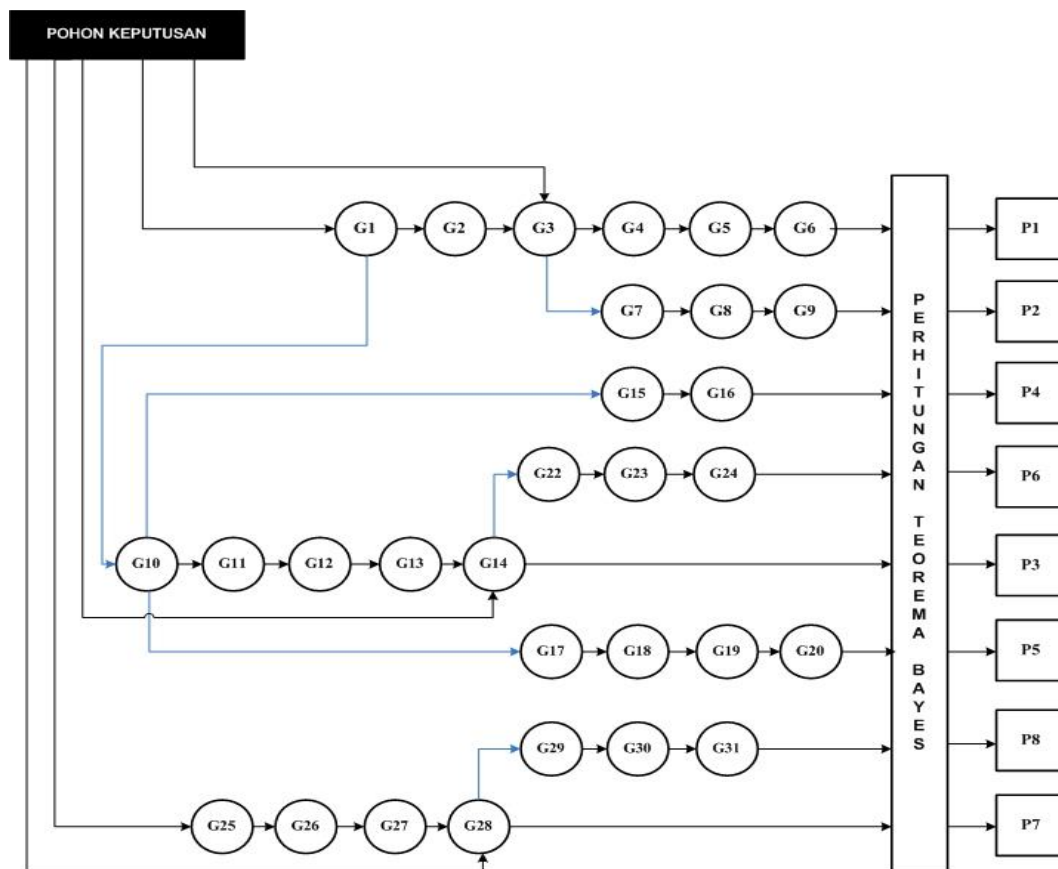 POHON KEPUTUSAN
G1 G2 G3 G4 G5 G6 P1
G7 G8 G9 P2
G15 G16 P4
G22 G23 G24 P6
G10 G11 G12 G13 G14 P3
G17 G18 G19 G20 P5
G29 G30 G31 P8
G25 G26 G27 G28 P7
PERHITUNGAN TEOREMA BAYES